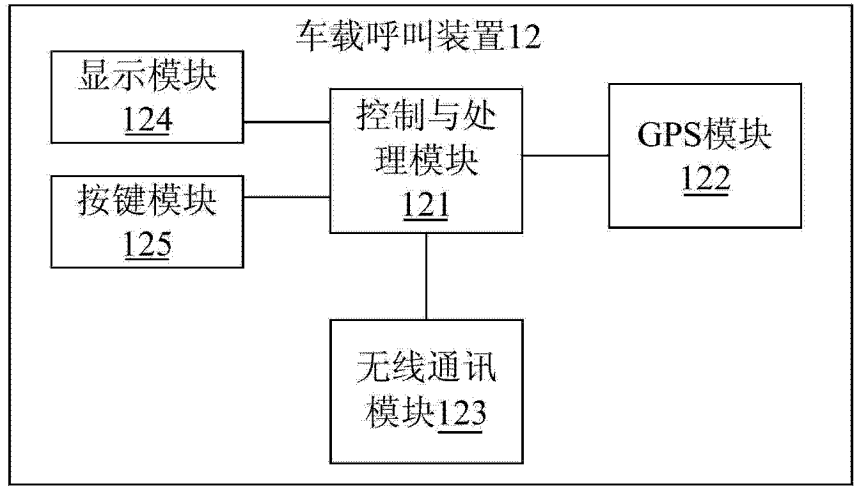 车载呼叫装置12
显示模块
124
控制与处
理模块
121
GPS模块
122
按键模块
125
无线通讯
模块123